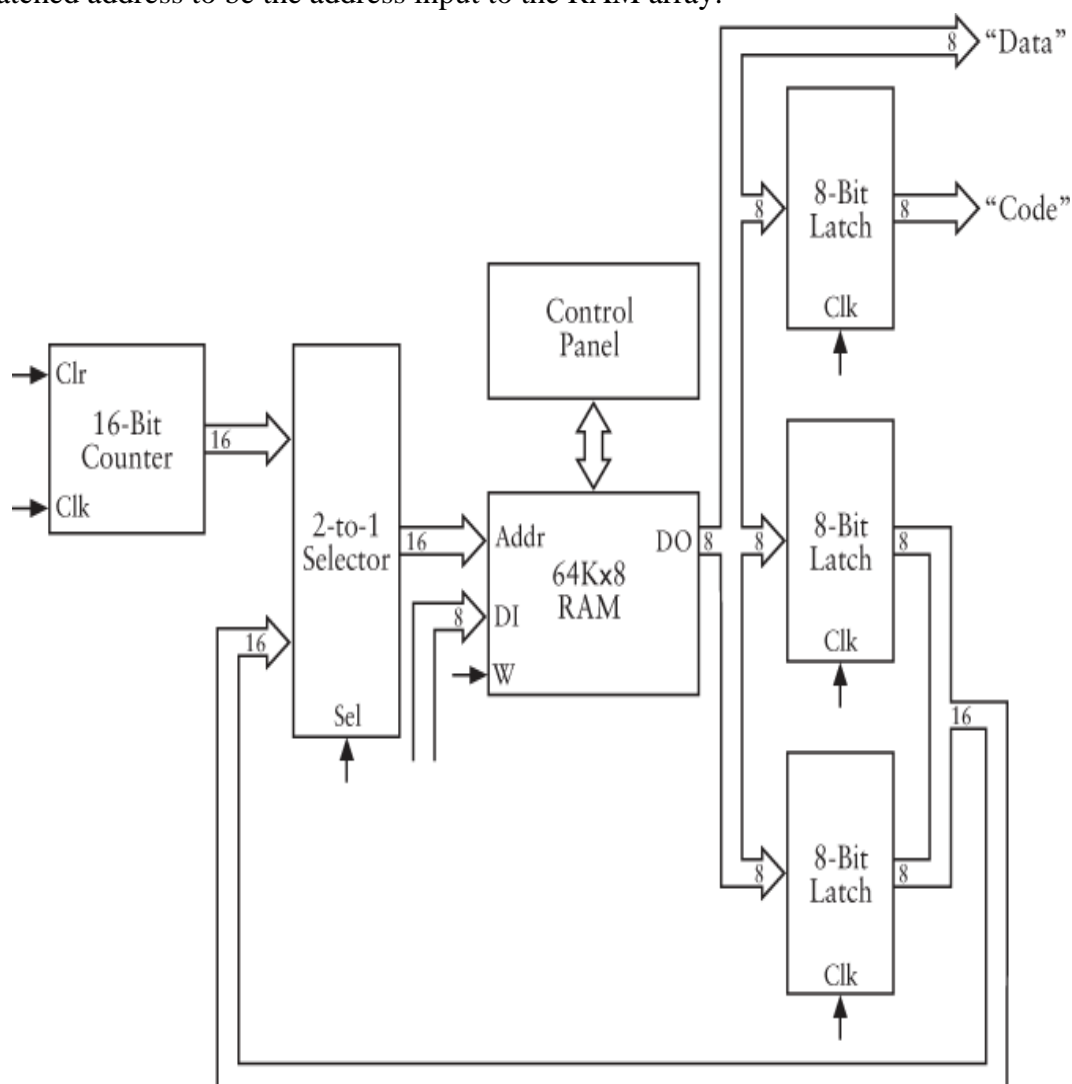 latched address to be the address input to the RAM array.
8 "Data"
8-Bit
Latch
8
8
"Code"
Clk
Control
Panel
Clr
16-Bit
Counter
Clk
16
2-to-1
Selector
Sel
16
16
Addr
DI
8
W
64Kx8
RAM
DO
8
8
8-Bit
Latch
8
Clk
16
8
8-Bit
Latch
8
Clk